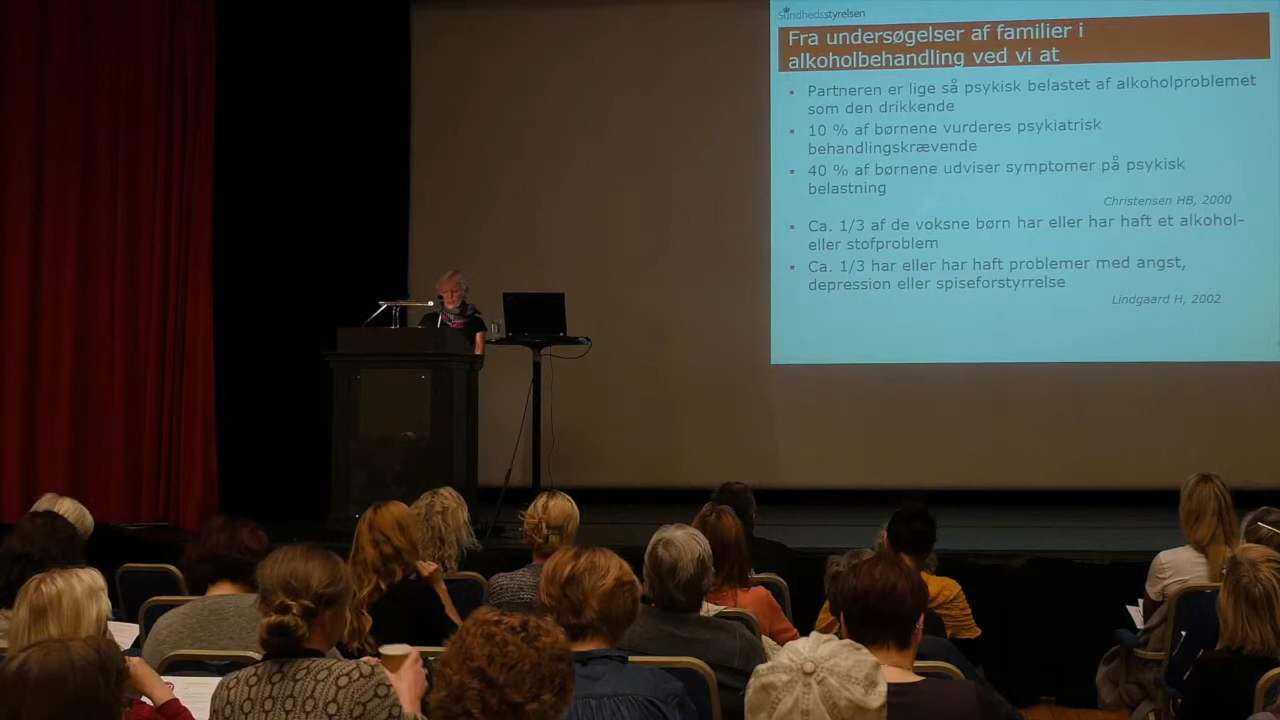 Sundhedsstyrelsen
Fra undersøgelser af familier i
alkoholbehandling ved vi at
Partneren er lige så psykisk belastet af alkoholproblemet
som den drikkende
10 % af børnene vurderes psykiatrisk
behandlingskrævende
40 % af børnene udviser symptomer på psykisk
belastning
Christensen HB, 2000
Ca. 1/3 af de voksne børn har eller har haft et alkohol-
eller stofproblem
Ca. 1/3 har eller har haft problemer med angst,
depression eller spiseforstyrrelse
Lindgaard H, 2002